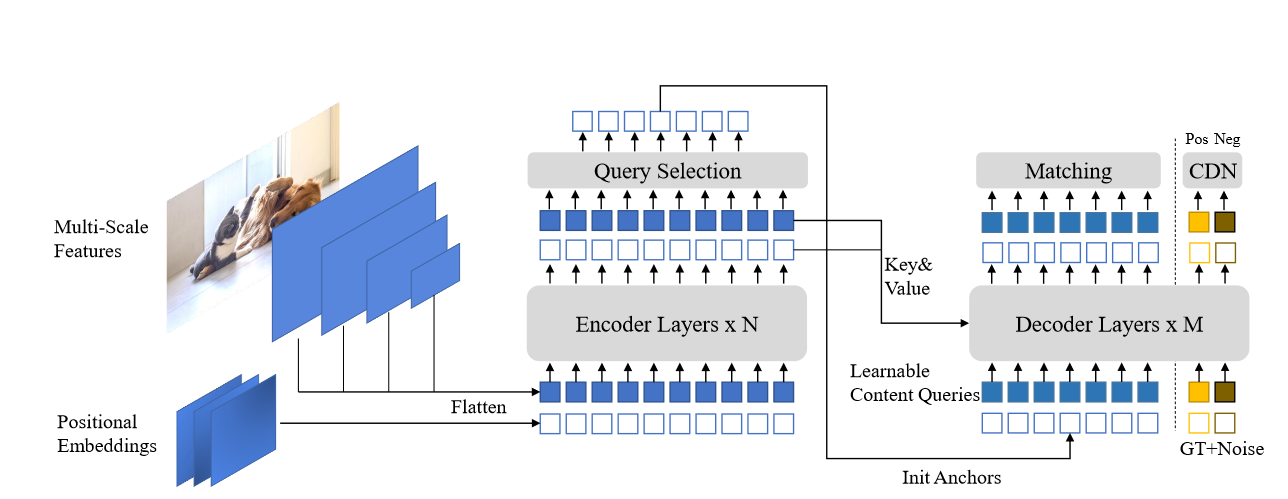 Multi-Scale
Features
Positional
Embeddings
Flatten
Query Selection
Encoder Layers x N
Key&
Value
Learnable
Content Queries
Init Anchors
Matching
Pos Neg
CDN
Decoder Layers x M
GT+Noise